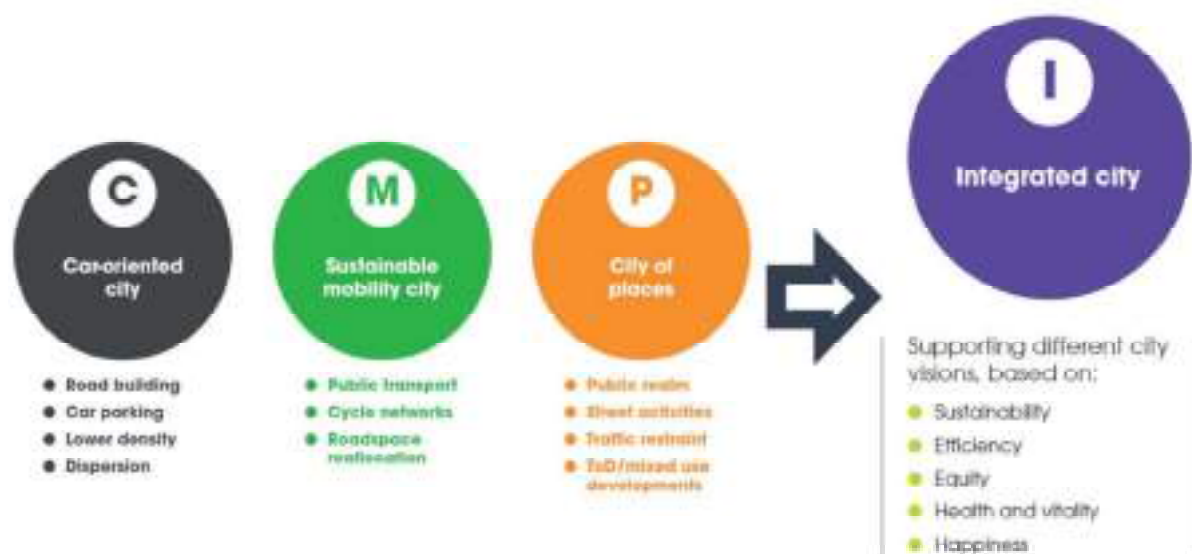 C
Car-oriented
city
● Road building
● Car parking
● Lower density
● Dispersion
M
Sustainable
mobility city
● Public transport
● Cycle networks
● Roadspace
reallocation
P
City of
places
● Public realm
● Street activities
● Traffic restraint
● ToD/mixed use
developments
I
Integrated city
Supporting different city
visions, based on:
● Sustainability
● Efficiency
● Equity
● Health and vitality
● Happiness